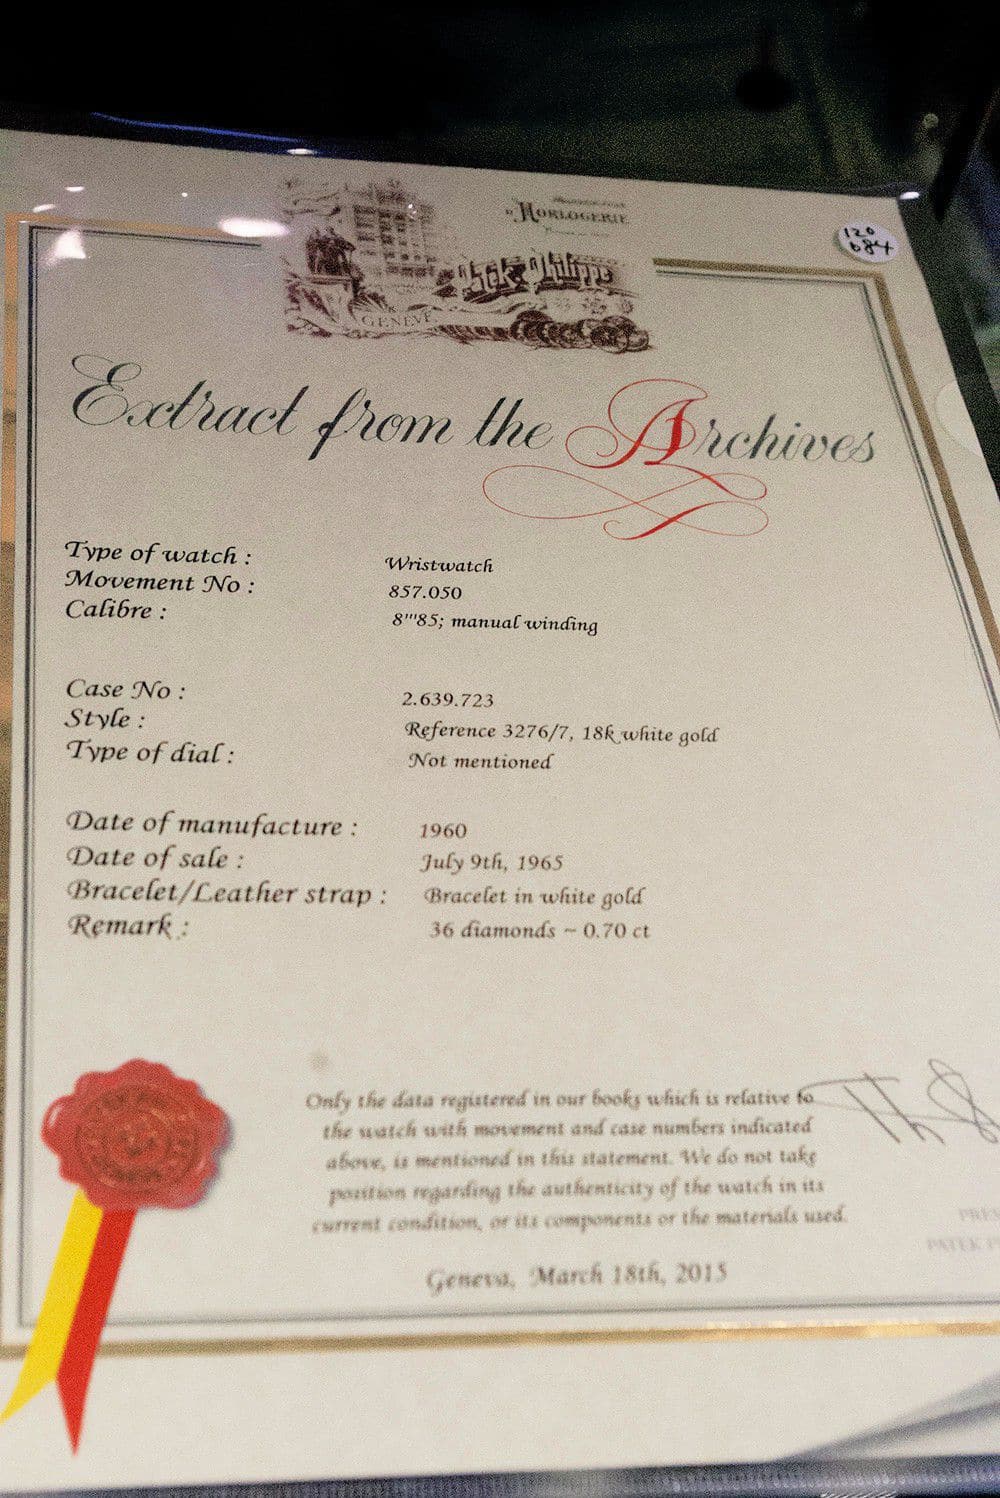 120
684
D'HORLOGERIE
Patek Philippe
GENÈVE
Extract from the Archives
Type of watch : Wristwatch
Movement No : 857.050
Calibre : 8'''85; manual winding
Case No : 2.639.723
Style : Reference 3276/7, 18k white gold
Type of dial : Not mentioned
Date of manufacture : 1960
Date of sale : July 9th, 1965
Bracelet/Leather strap : Bracelet in white gold
Remark : 36 diamonds ~ 0.70 ct
Only the data registered in our books which is relative to
the watch with movement and case numbers indicated
above, is mentioned in this statement. We do not take
position regarding the authenticity of the watch in its
current condition, or its components or the materials used.
PRES
PATEK P
Geneva, March 18th, 2015